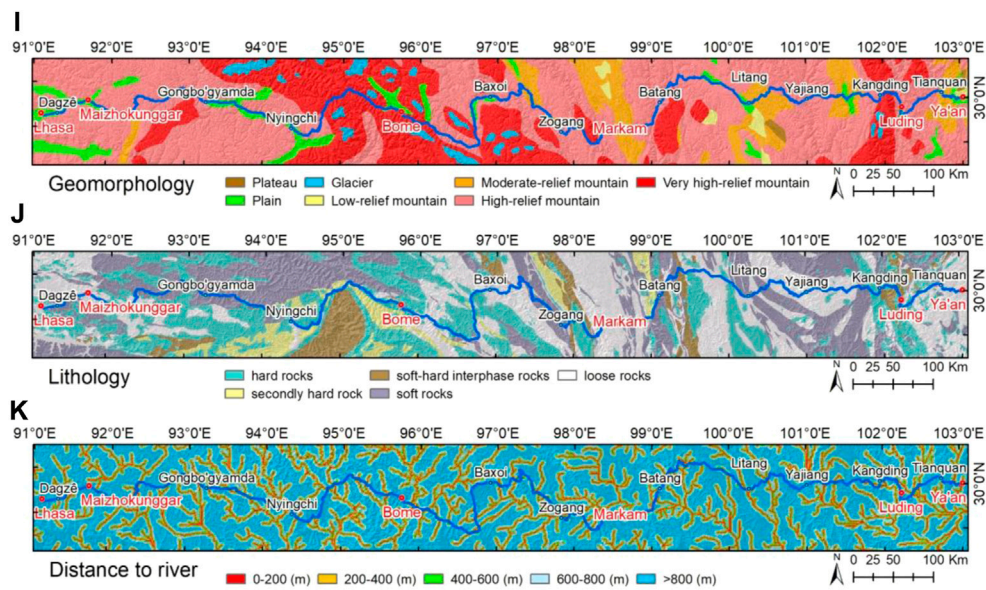 I
91°0'E 92°0'E 93°0'E 94°0'E 95°0'E 96°0'E 97°0'E 98°0'E 99°0'E 100°0'E 101°0'E 102°0'E 103°0'E
Dagzê Maizhokunggar Gongbo'gyamda Nyingchi Bome Baxoi Zogang Markam Batang Litang Yajiang Kangding Tianquan
Lhasa Luding Ya'an
30°0'N
Geomorphology
Plateau Glacier Moderate-relief mountain Very high-relief mountain
Plain Low-relief mountain High-relief mountain
N 0 25 50 100 Km
J
91°0'E 92°0'E 93°0'E 94°0'E 95°0'E 96°0'E 97°0'E 98°0'E 99°0'E 100°0'E 101°0'E 102°0'E 103°0'E
Dagzê Maizhokunggar Gongbo'gyamda Nyingchi Bome Baxoi Zogang Markam Batang Litang Yajiang Kangding Tianquan
Lhasa Luding Ya'an
30°0'N
Lithology
hard rocks soft-hard interphase rocks loose rocks
secondly hard rock soft rocks
N 0 25 50 100 Km
K
91°0'E 92°0'E 93°0'E 94°0'E 95°0'E 96°0'E 97°0'E 98°0'E 99°0'E 100°0'E 101°0'E 102°0'E 103°0'E
Dagzê Maizhokunggar Gongbo'gyamda Nyingchi Bome Baxoi Zogang Markam Batang Litang Yajiang Kangding Tianquan
Lhasa Luding Ya'an
30°0'N
Distance to river
0-200 (m) 200-400 (m) 400-600 (m) 600-800 (m) >800 (m)
N 0 25 50 100 Km